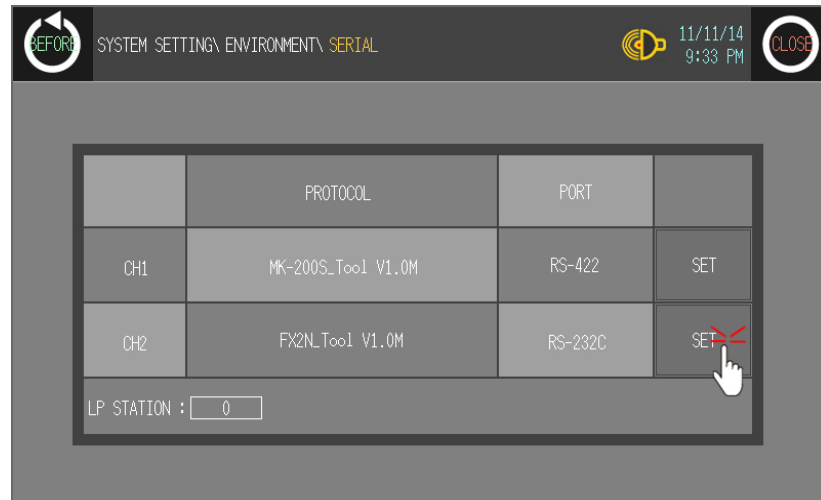 BEFORE
SYSTEM SETTING\ ENVIRONMENT\ SERIAL
11/11/14
9:33 PM
CLOSE
PROTOCOL PORT
CH1 MK-200S_Tool V1.0M RS-422 SET
CH2 FX2N_Tool V1.0M RS-232C SET
LP STATION : 0